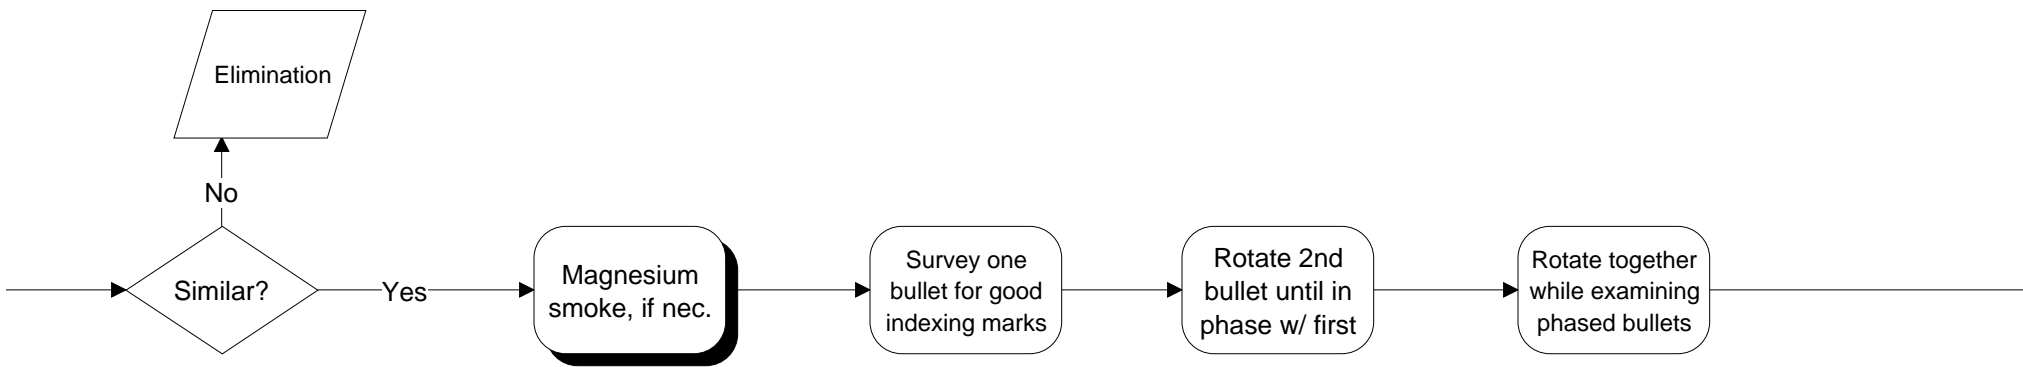 Elimination
No
Similar?
Yes
Magnesium
smoke, if nec.
Survey one
bullet for good
indexing marks
Rotate 2nd
bullet until in
phase w/ first
Rotate together
while examining
phased bullets